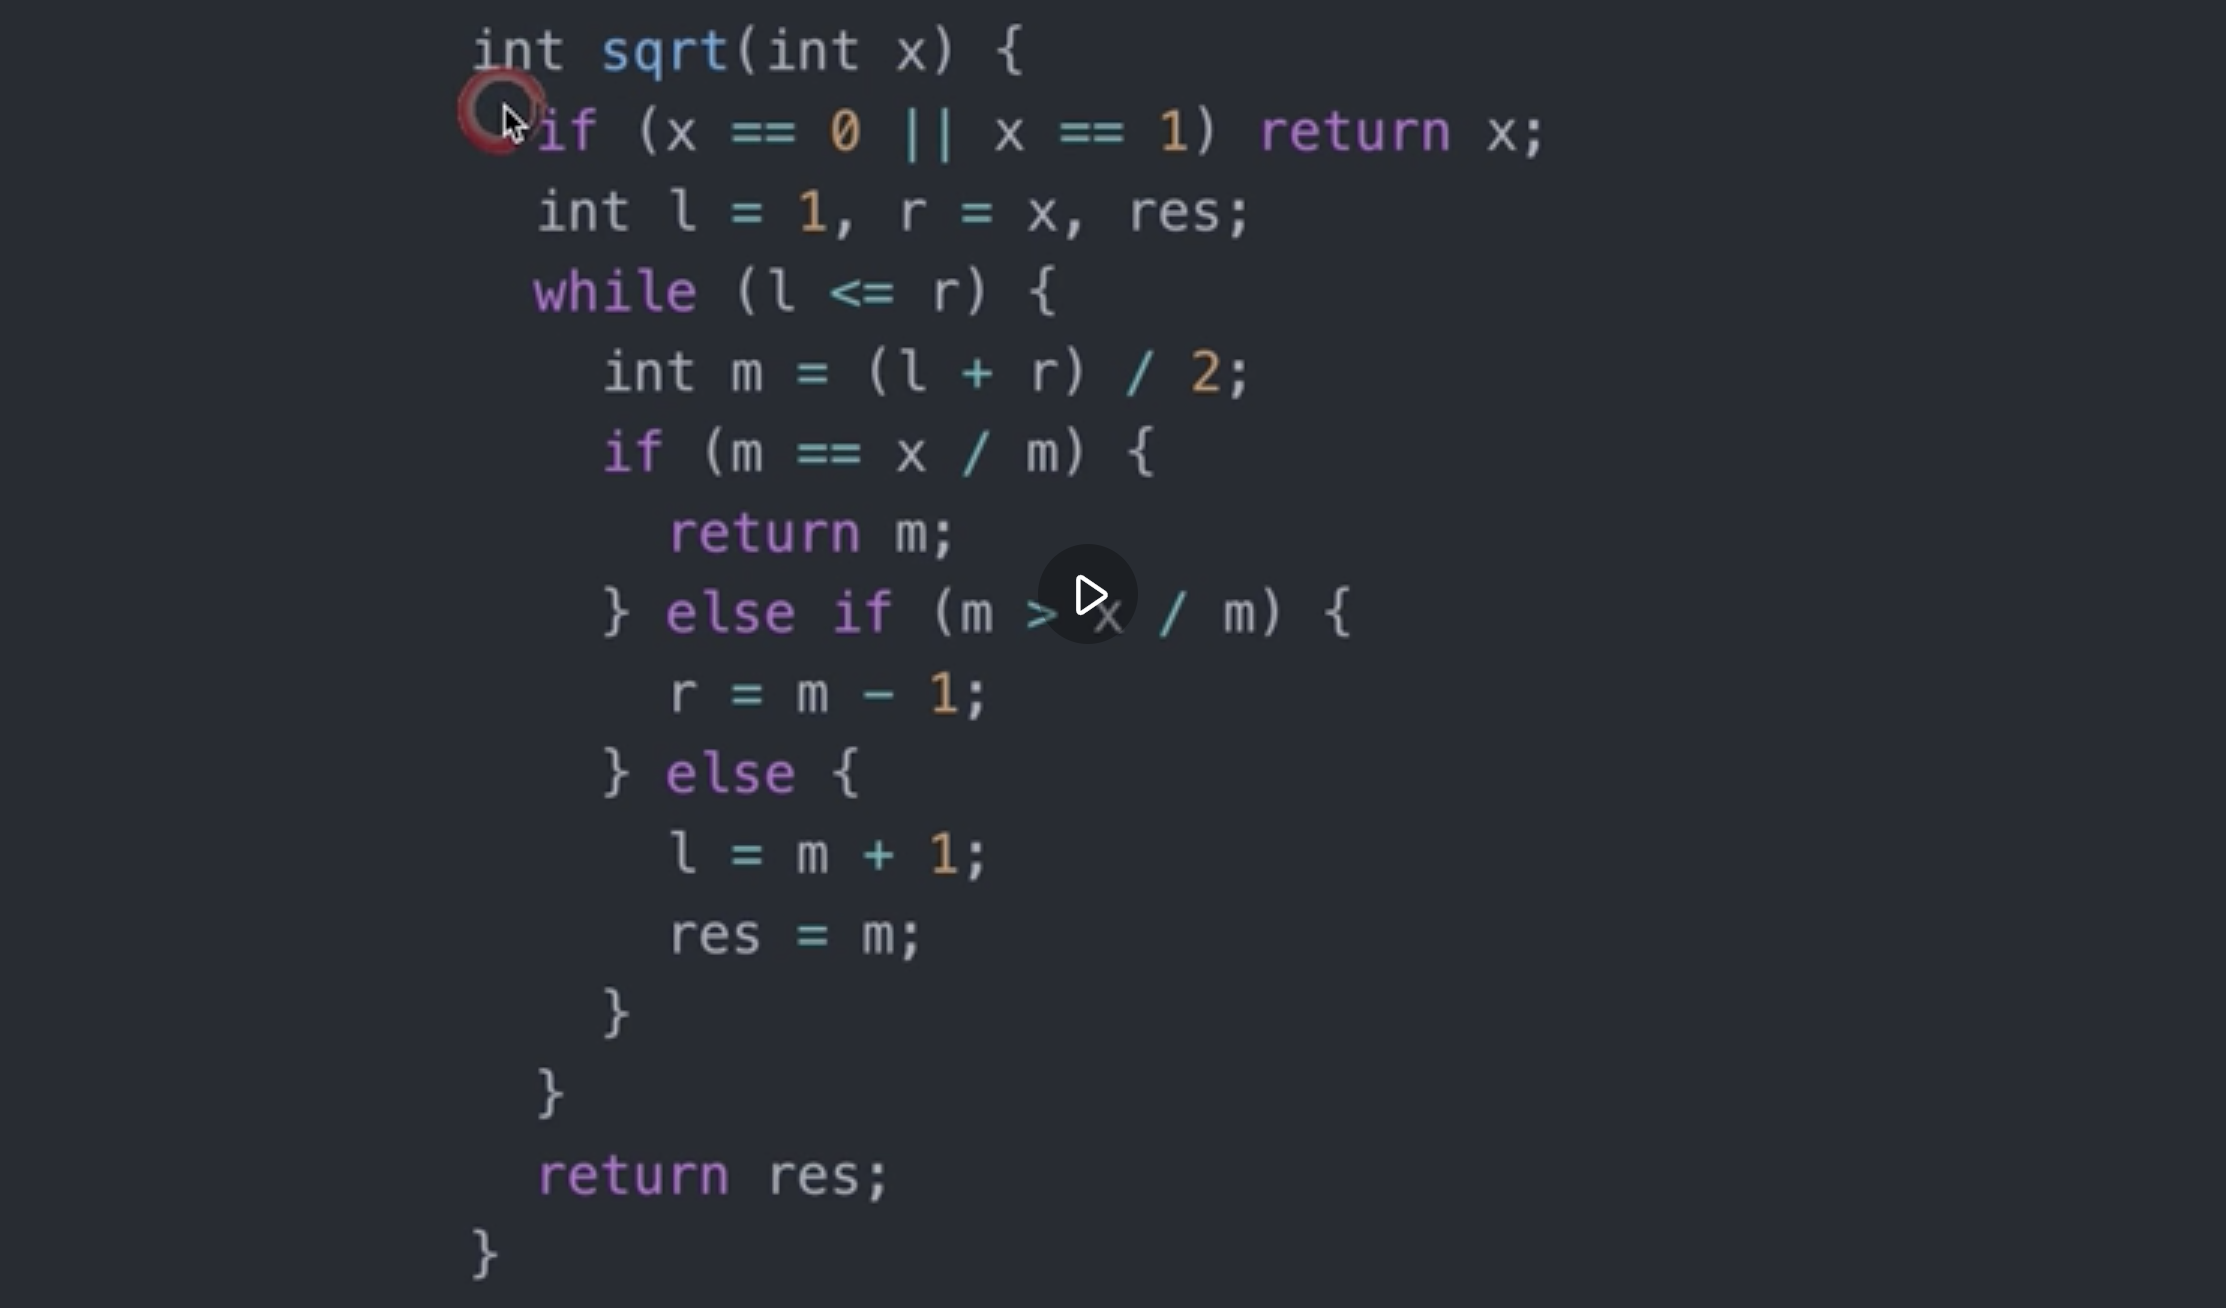 int sqrt(int x) {
if (x == 0 || x == 1) return x;
int l = 1, r = x, res;
while (l <= r) {
int m = (l + r) / 2;
if (m == x / m) {
return m;
} else if (m > x / m) {
r = m - 1;
} else {
l = m + 1;
res = m;
}
}
return res;
}